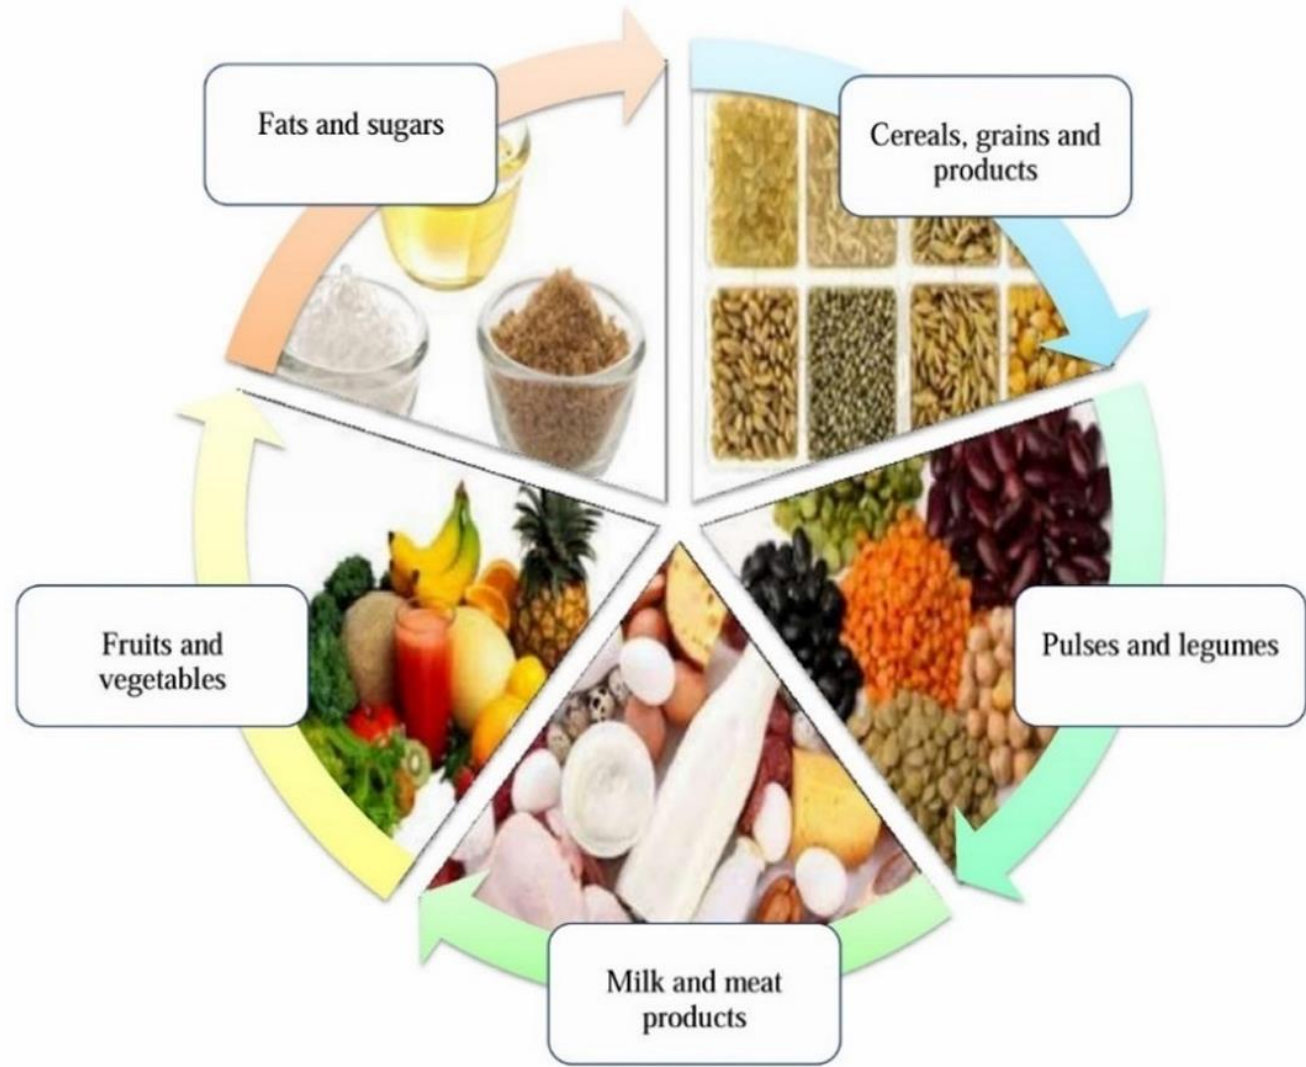 Fats and sugars
Cereals, grains and
products
Fruits and
vegetables
Pulses and legumes
Milk and meat
products